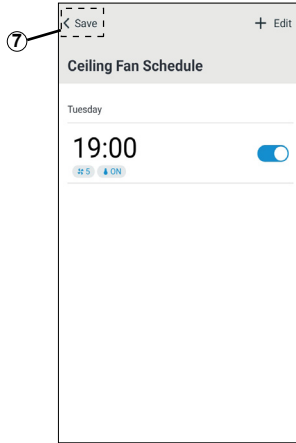 7
Save
+ Edit
Ceiling Fan Schedule
Tuesday
19:00
5 ON